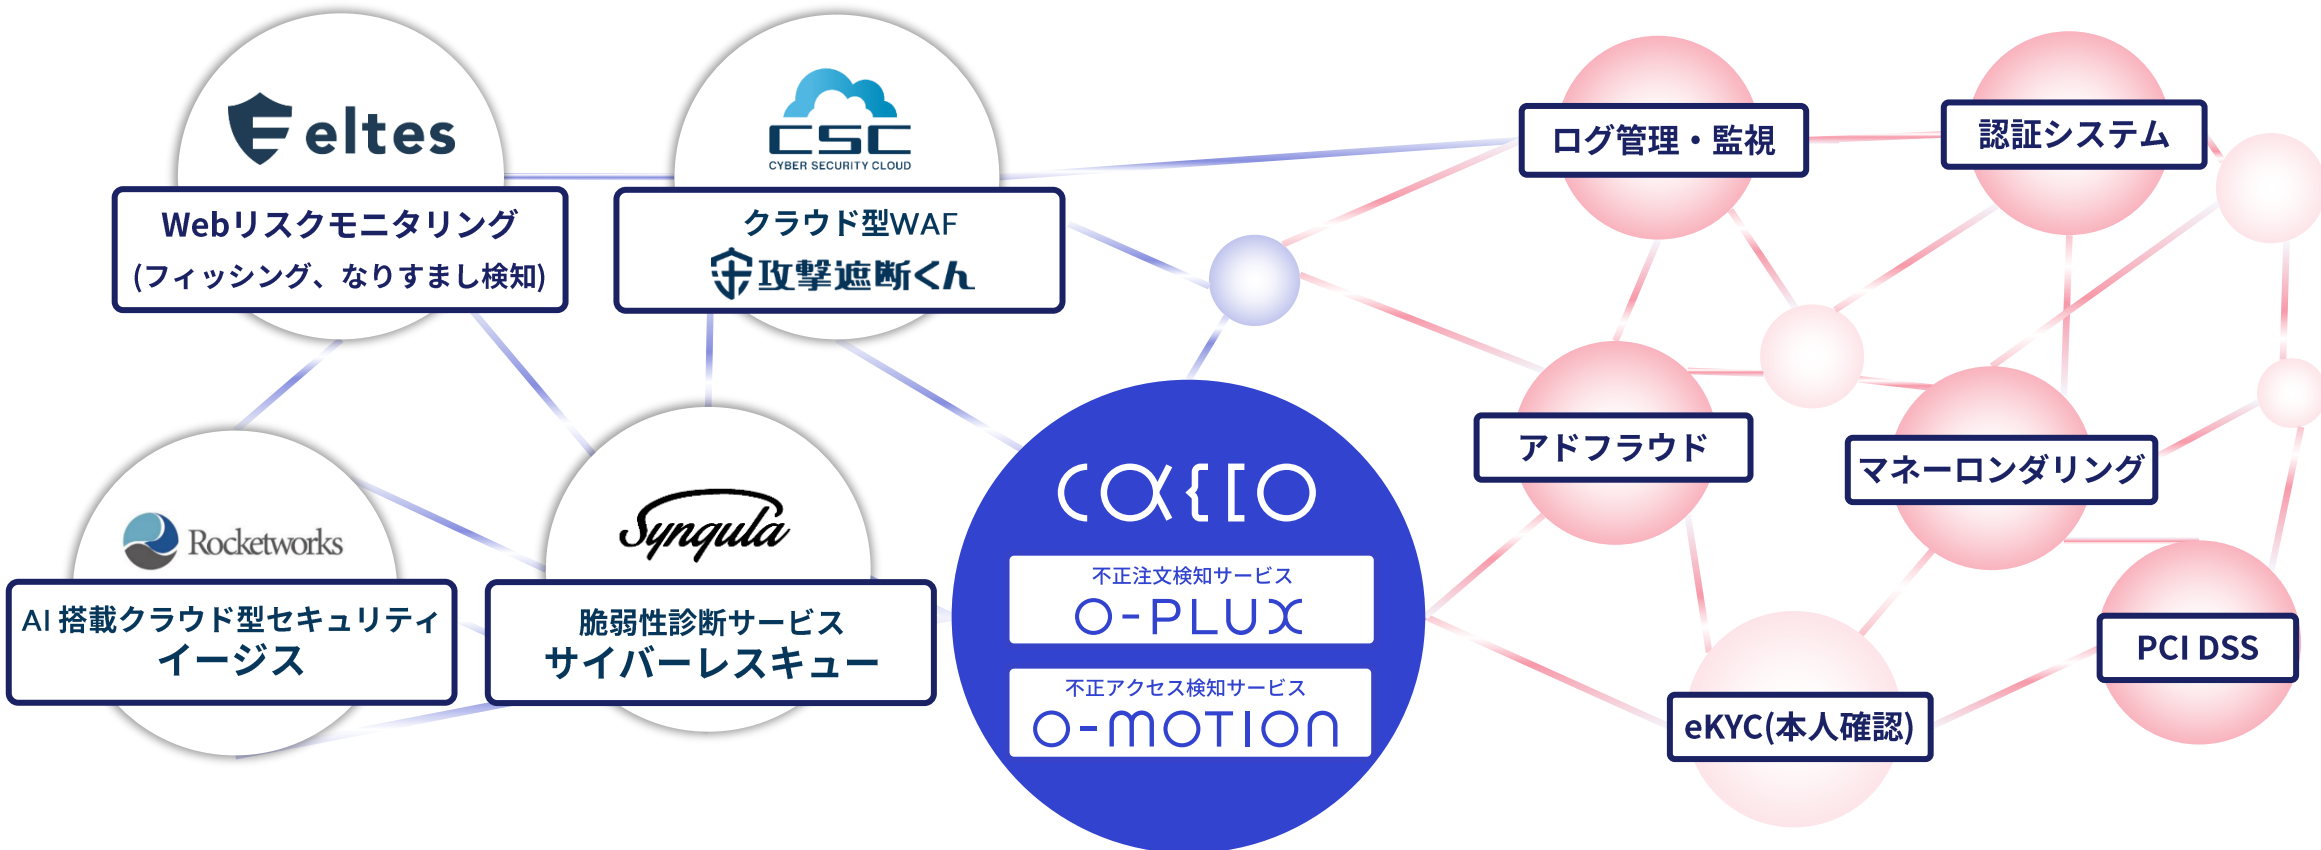 eltes
Webリスクモニタリング
(フィッシング、なりすまし検知)
CSC
CYBER SECURITY CLOUD
クラウド型WAF
攻撃遮断くん
Rocketworks
AI 搭載クラウド型セキュリティ
イージス
Syngula
脆弱性診断サービス
サイバーレスキュー
cacco
不正注文検知サービス
O-PLUX
不正アクセス検知サービス
O-MOTION
ログ管理・監視
認証システム
アドフラウド
マネーロンダリング
PCI DSS
eKYC(本人確認)